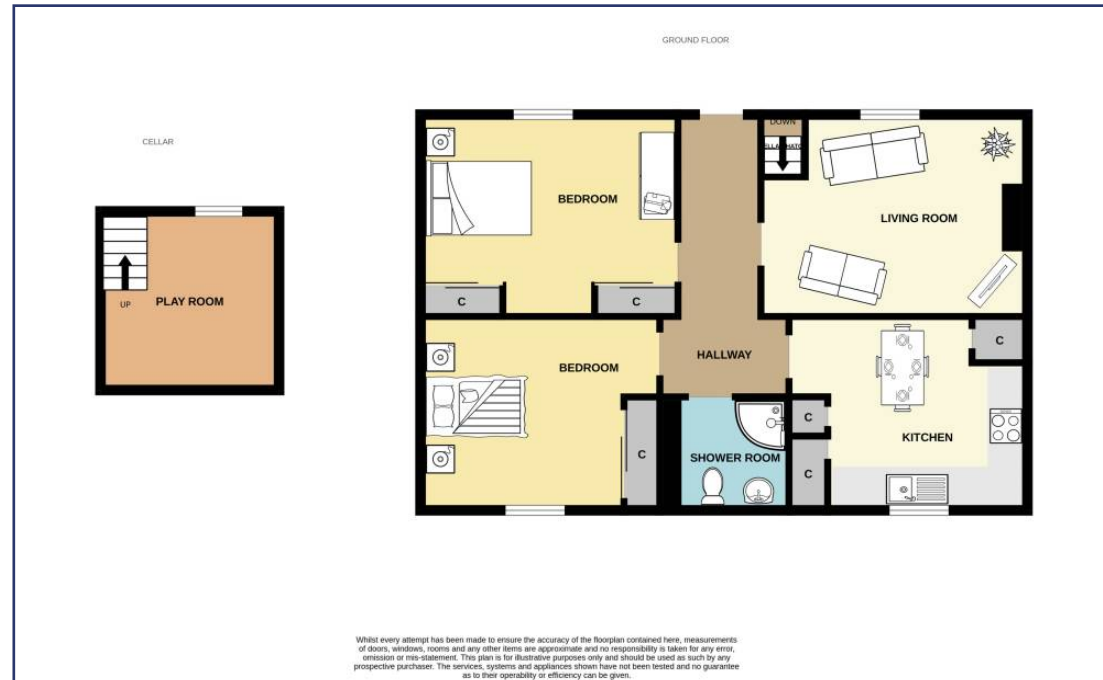 GROUND FLOOR
CELLAR
DOWN
BEDROOM
LIVING ROOM
PLAY ROOM
UP
C
C
BEDROOM
HALLWAY
C
C
KITCHEN
SHOWER ROOM
C
C
Whilst every attempt has been made to ensure the accuracy of the floorplan contained here, measurements
of doors, windows, rooms and any other items are approximate and no responsibility is taken for any error,
omission or mis-statement. This plan is for illustrative purposes only and should be used as such by any
prospective purchaser. The services, systems and appliances shown have not been tested and no guarantee
as to their operability or efficiency can be given.